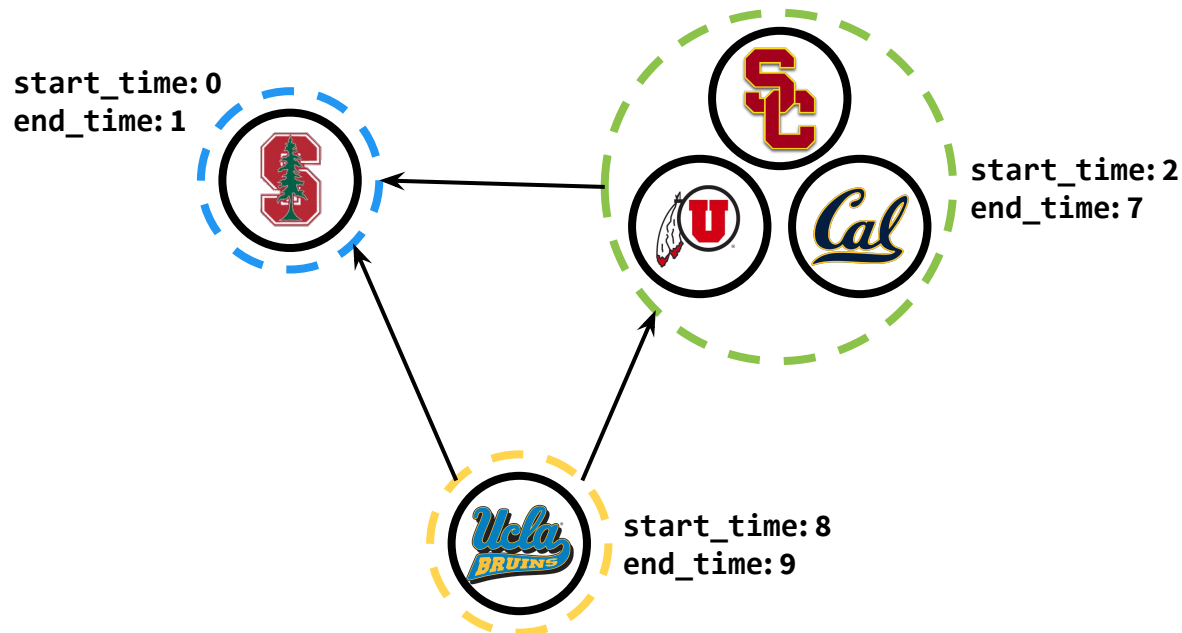 start_time: 0
end_time: 1
S
SC
U
Cal
start_time: 2
end_time: 7
Ucla
BRUINS
start_time: 8
end_time: 9